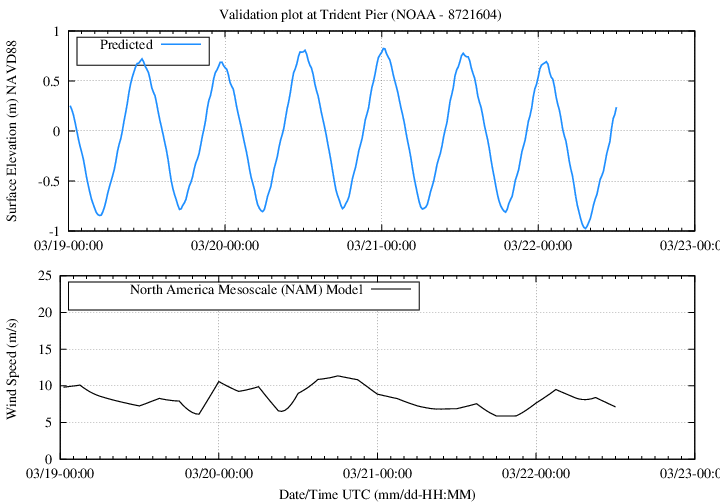 Validation plot at Trident Pier (NOAA - 8721604)
Surface Elevation (m) NAVD88
Predicted
1
0.5
0
-0.5
-1
03/19-00:00 03/20-00:00 03/21-00:00 03/22-00:00 03/23-00:00
Wind Speed (m/s)
North America Mesoscale (NAM) Model
25
20
15
10
5
0
03/19-00:00 03/20-00:00 03/21-00:00 03/22-00:00 03/23-00:00
Date/Time UTC (mm/dd-HH:MM)